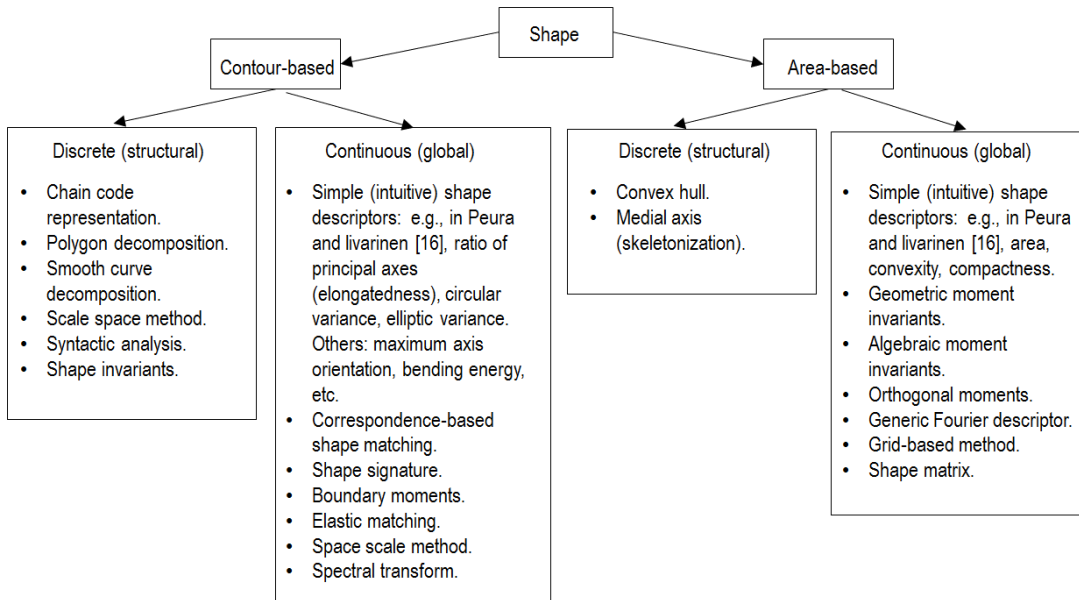 Shape
Contour-based
Area-based
Discrete (structural)
• Chain code
representation.
• Polygon decomposition.
• Smooth curve
decomposition.
• Scale space method.
• Syntactic analysis.
• Shape invariants.
Continuous (global)
• Simple (intuitive) shape
descriptors: e.g., in Peura
and livarinen [16], ratio of
principal axes
(elongatedness), circular
variance, elliptic variance.
Others: maximum axis
orientation, bending energy,
etc.
• Correspondence-based
shape matching.
• Shape signature.
• Boundary moments.
• Elastic matching.
• Space scale method.
• Spectral transform.
Discrete (structural)
• Convex hull.
• Medial axis
(skeletonization).
Continuous (global)
• Simple (intuitive) shape
descriptors: e.g., in Peura
and livarinen [16], area,
convexity, compactness.
• Geometric moment
invariants.
• Algebraic moment
invariants.
• Orthogonal moments.
• Generic Fourier descriptor.
• Grid-based method.
• Shape matrix.